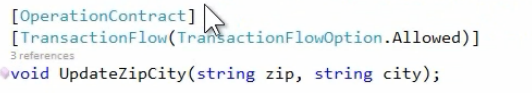 [OperationContract]
[TransactionFlow(TransactionFlowOption.Allowed)]
3 references
void UpdateZipCity(string zip, string city);